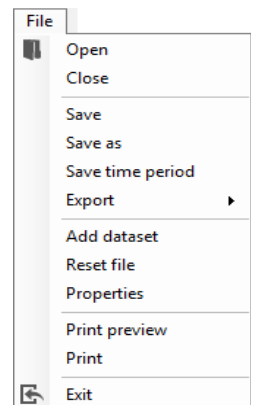 File
Open
Close
Save
Save as
Save time period
Export
Add dataset
Reset file
Properties
Print preview
Print
Exit